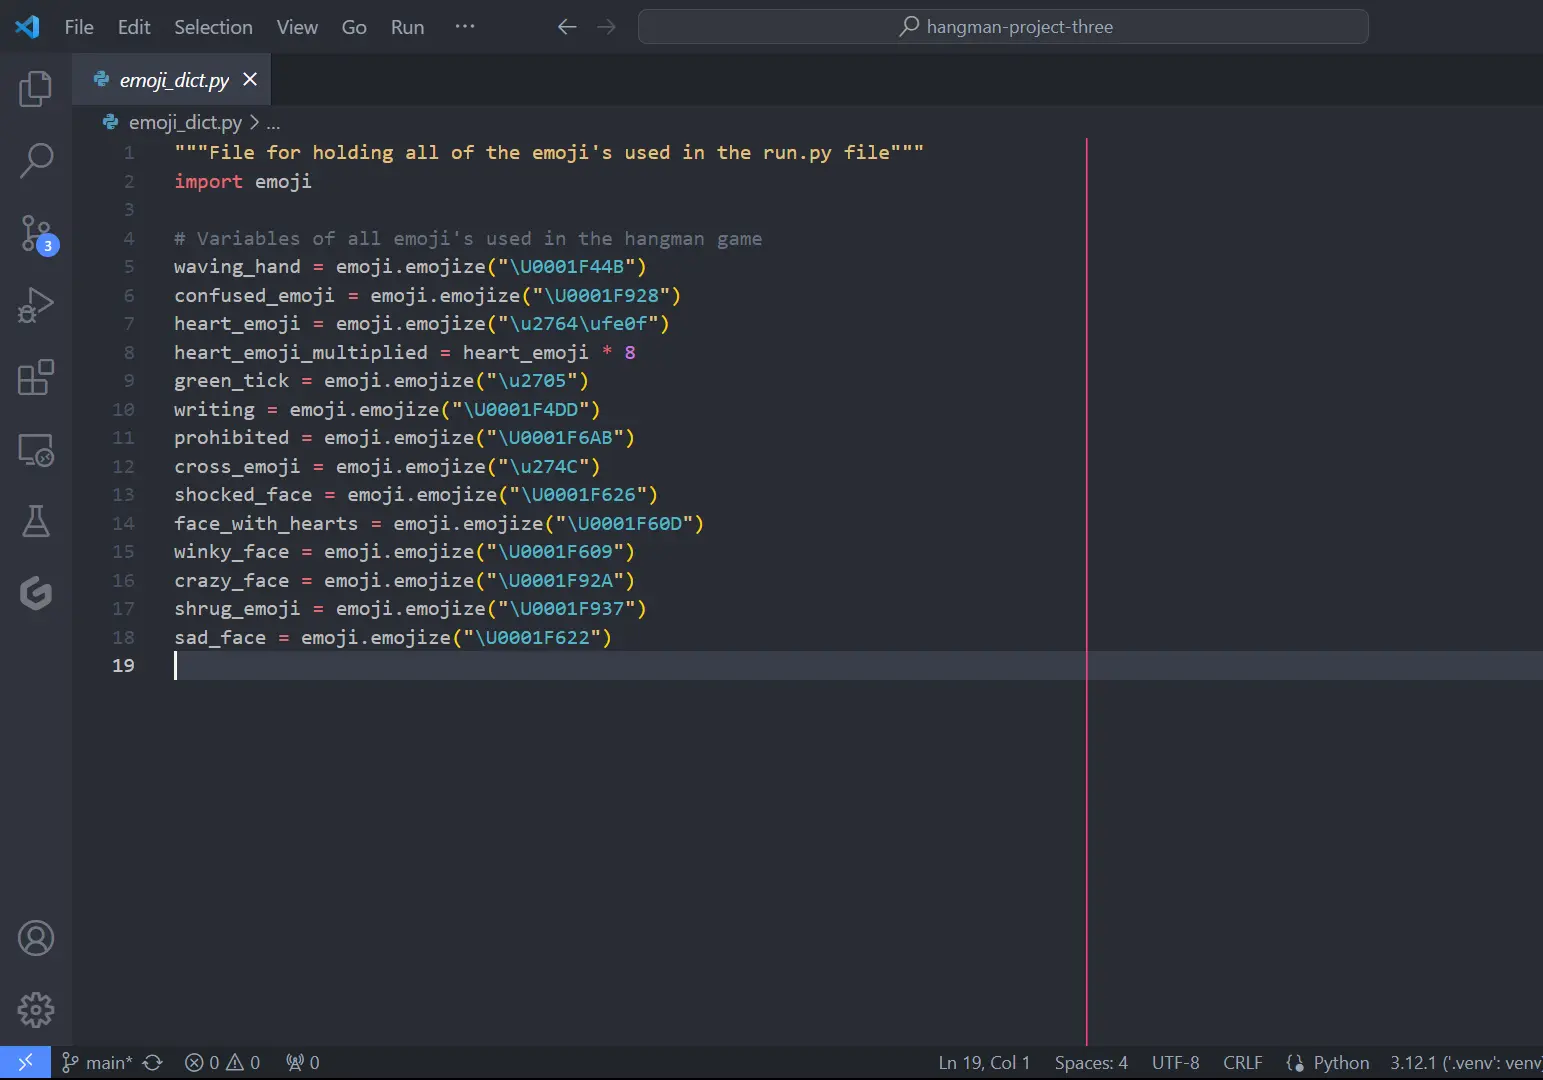 File Edit Selection View Go Run ··· hangman-project-three
emoji_dict.py
emoji_dict.py > ...
1 """File for holding all of the emoji's used in the run.py file"""
2 import emoji
3
4 # Variables of all emoji's used in the hangman game
5 waving_hand = emoji.emojize("\U0001F44B")
6 confused_emoji = emoji.emojize("\U0001F928")
7 heart_emoji = emoji.emojize("\u2764\ufe0f")
8 heart_emoji_multiplied = heart_emoji * 8
9 green_tick = emoji.emojize("\u2705")
10 writing = emoji.emojize("\U0001F4DD")
11 prohibited = emoji.emojize("\U0001F6AB")
12 cross_emoji = emoji.emojize("\u274C")
13 shocked_face = emoji.emojize("\U0001F626")
14 face_with_hearts = emoji.emojize("\U0001F60D")
15 winky_face = emoji.emojize("\U0001F609")
16 crazy_face = emoji.emojize("\U0001F92A")
17 shrug_emoji = emoji.emojize("\U0001F937")
18 sad_face = emoji.emojize("\U0001F622")
19
3
main* 0 0 0 Ln 19, Col 1 Spaces: 4 UTF-8 CRLF Python 3.12.1 ('.venv': venv)